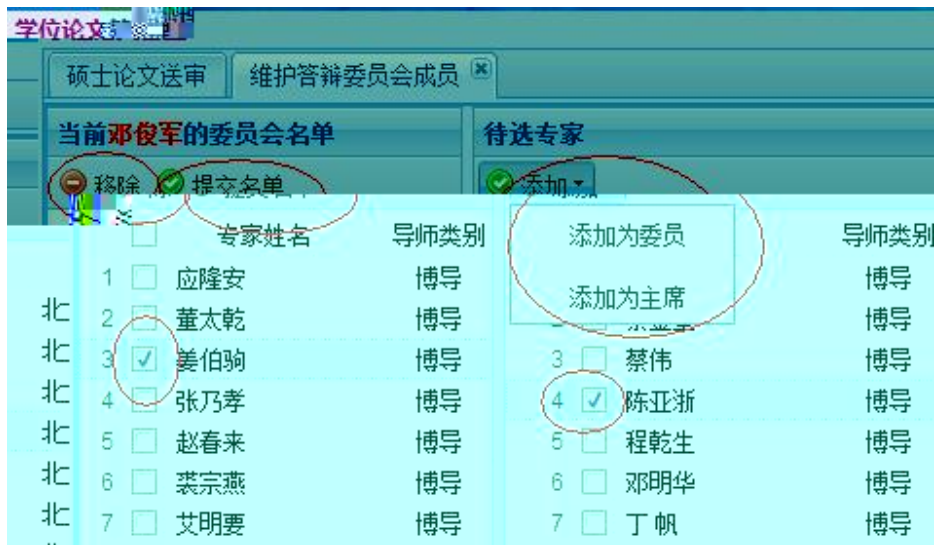 学位论文
硕士论文送审 维护答辩委员会成员
当前邓俊军的委员会名单 待选专家
移除 提交名单 添加
专家姓名 导师类别 添加为委员 导师类别
1 应隆安 博导 博导
北 2 董太乾 博导 添加为主席 博导
北 3 姜伯驹 博导 3 蔡伟 博导
北 4 张乃孝 博导 4 陈亚浙 博导
北 5 赵春来 博导 5 程乾生 博导
北 6 裘宗燕 博导 6 邓明华 博导
北 7 艾明要 博导 7 丁帆 博导